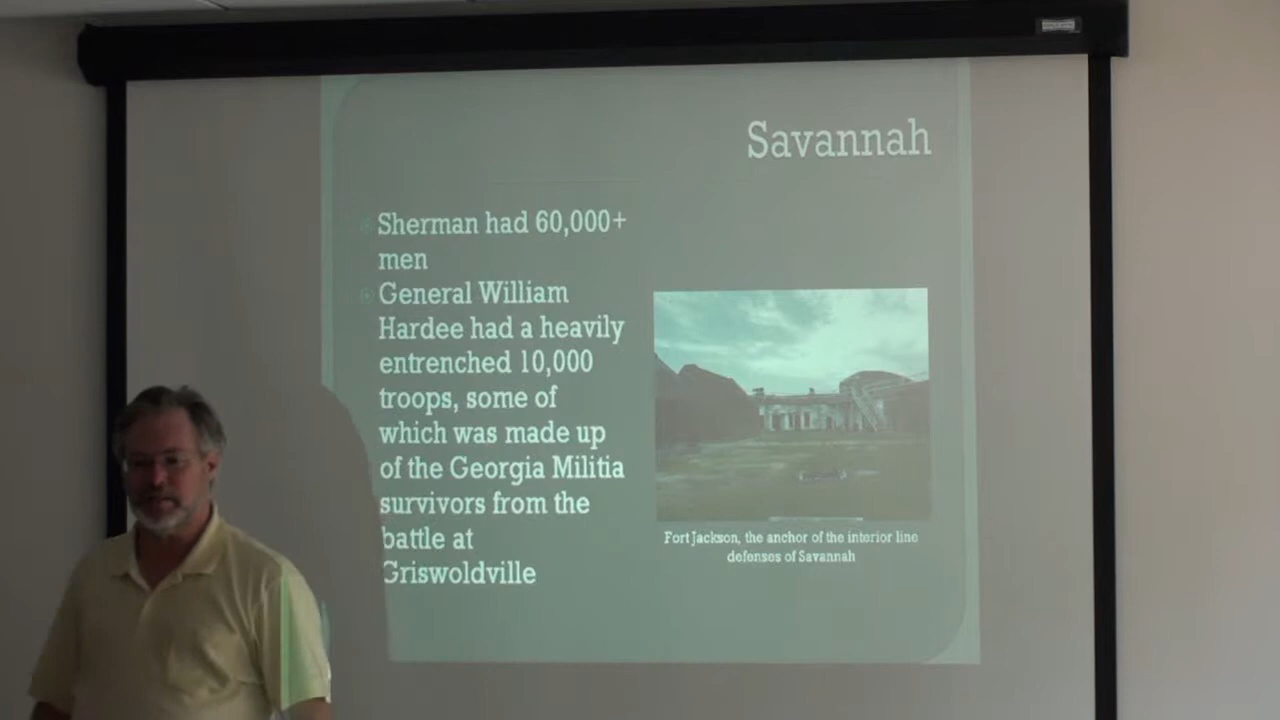 Savannah
Sherman had 60,000+
men
General William
Hardee had a heavily
entrenched 10,000
troops, some of
which was made up
of the Georgia Militia
survivors from the
battle at
Griswoldville
Fort Jackson, the anchor of the interior line
defenses of Savannah